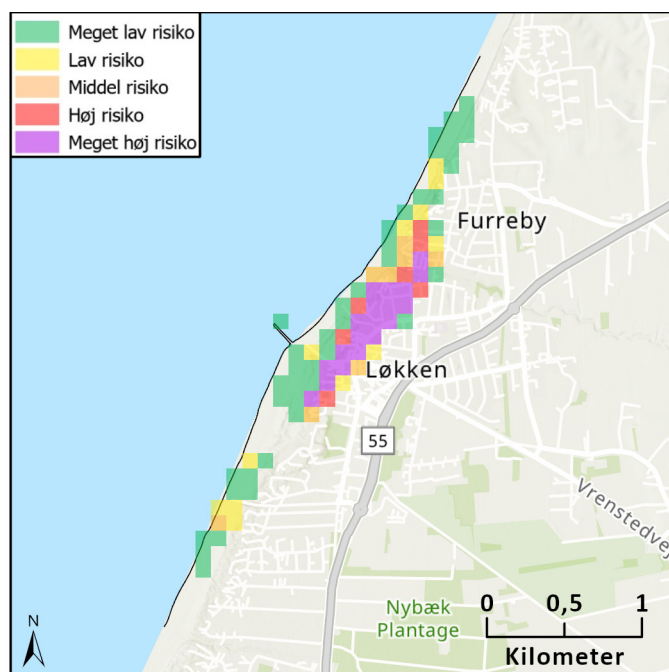 Meget lav risiko
Lav risiko
Middel risiko
Høj risiko
Meget høj risiko
Furreby
Løkken
55
Vrenstedvej
Nybæk
Plantage
0 0,5 1
Kilometer
N